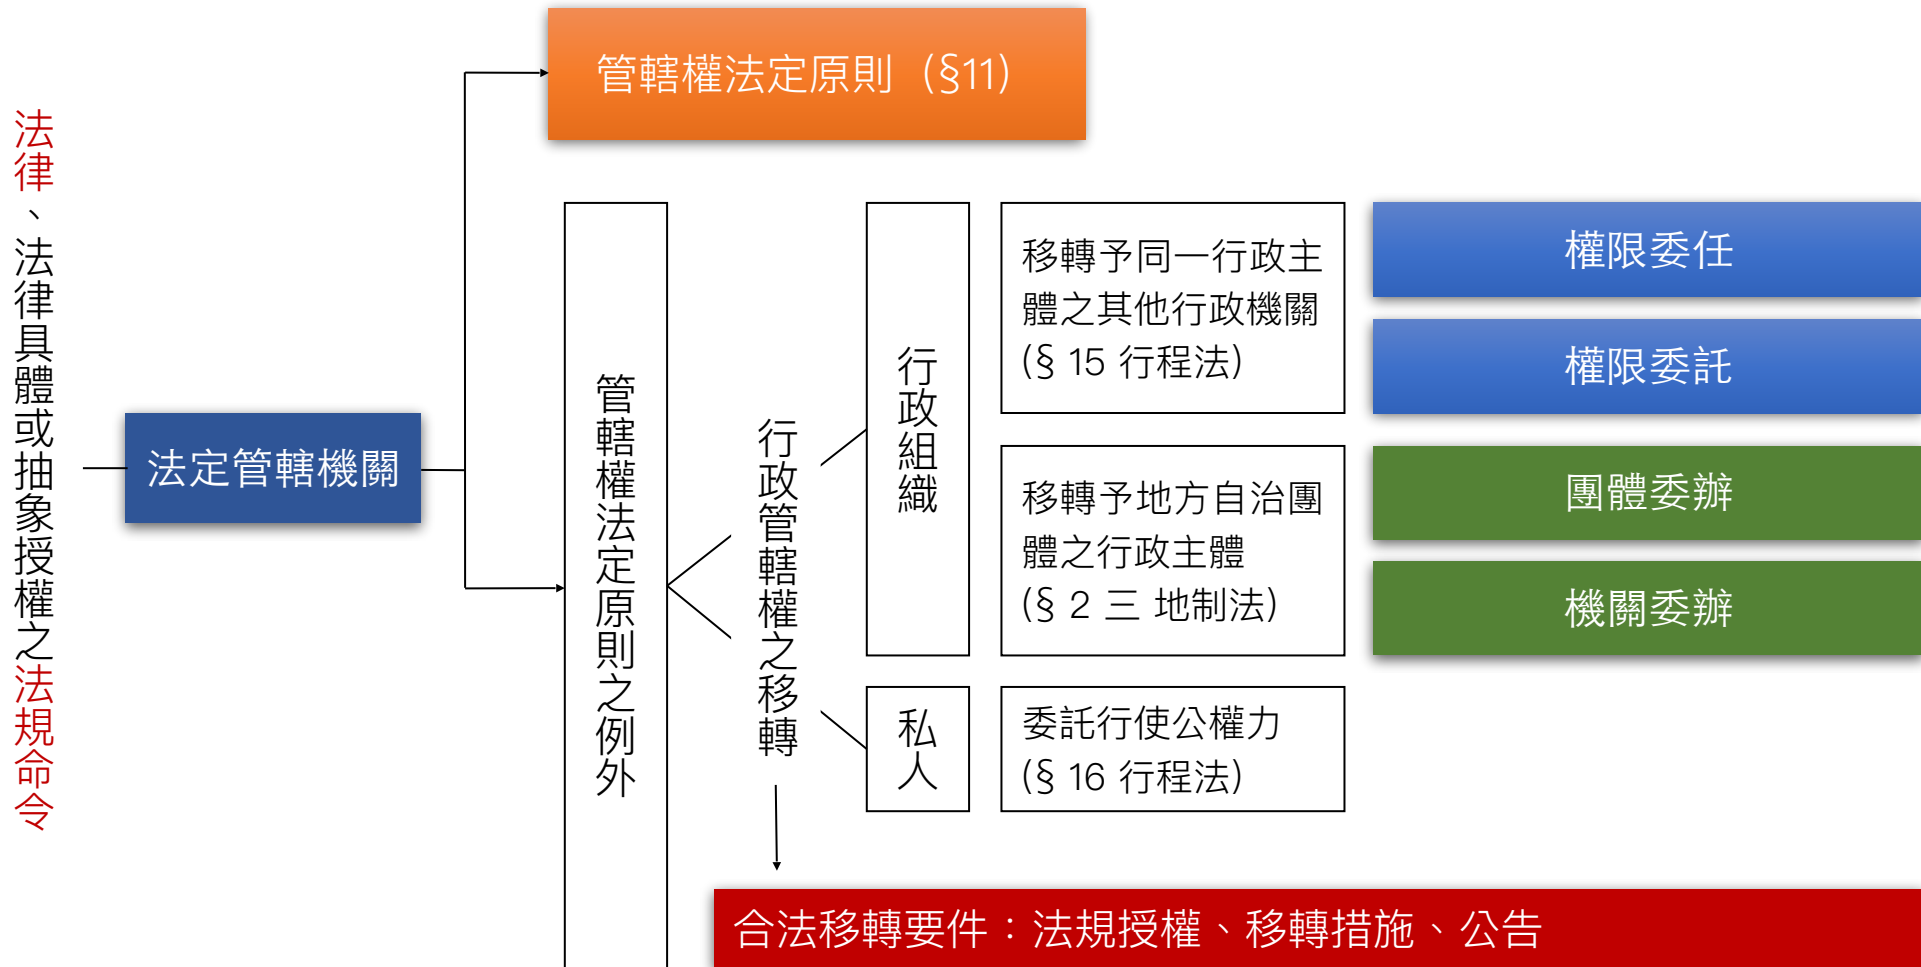 法律、法律具體或抽象授權之法規命令
法定管轄機關
管轄權法定原則（§11）
管轄權法定原則之例外
行政管轄權之移轉
行政組織
移轉予同一行政主
體之其他行政機關
(§ 15 行程法)
權限委任
權限委託
移轉予地方自治團
體之行政主體
(§ 2 三 地制法)
團體委辦
機關委辦
私人
委託行使公權力
(§ 16 行程法)
合法移轉要件：法規授權、移轉措施、公告